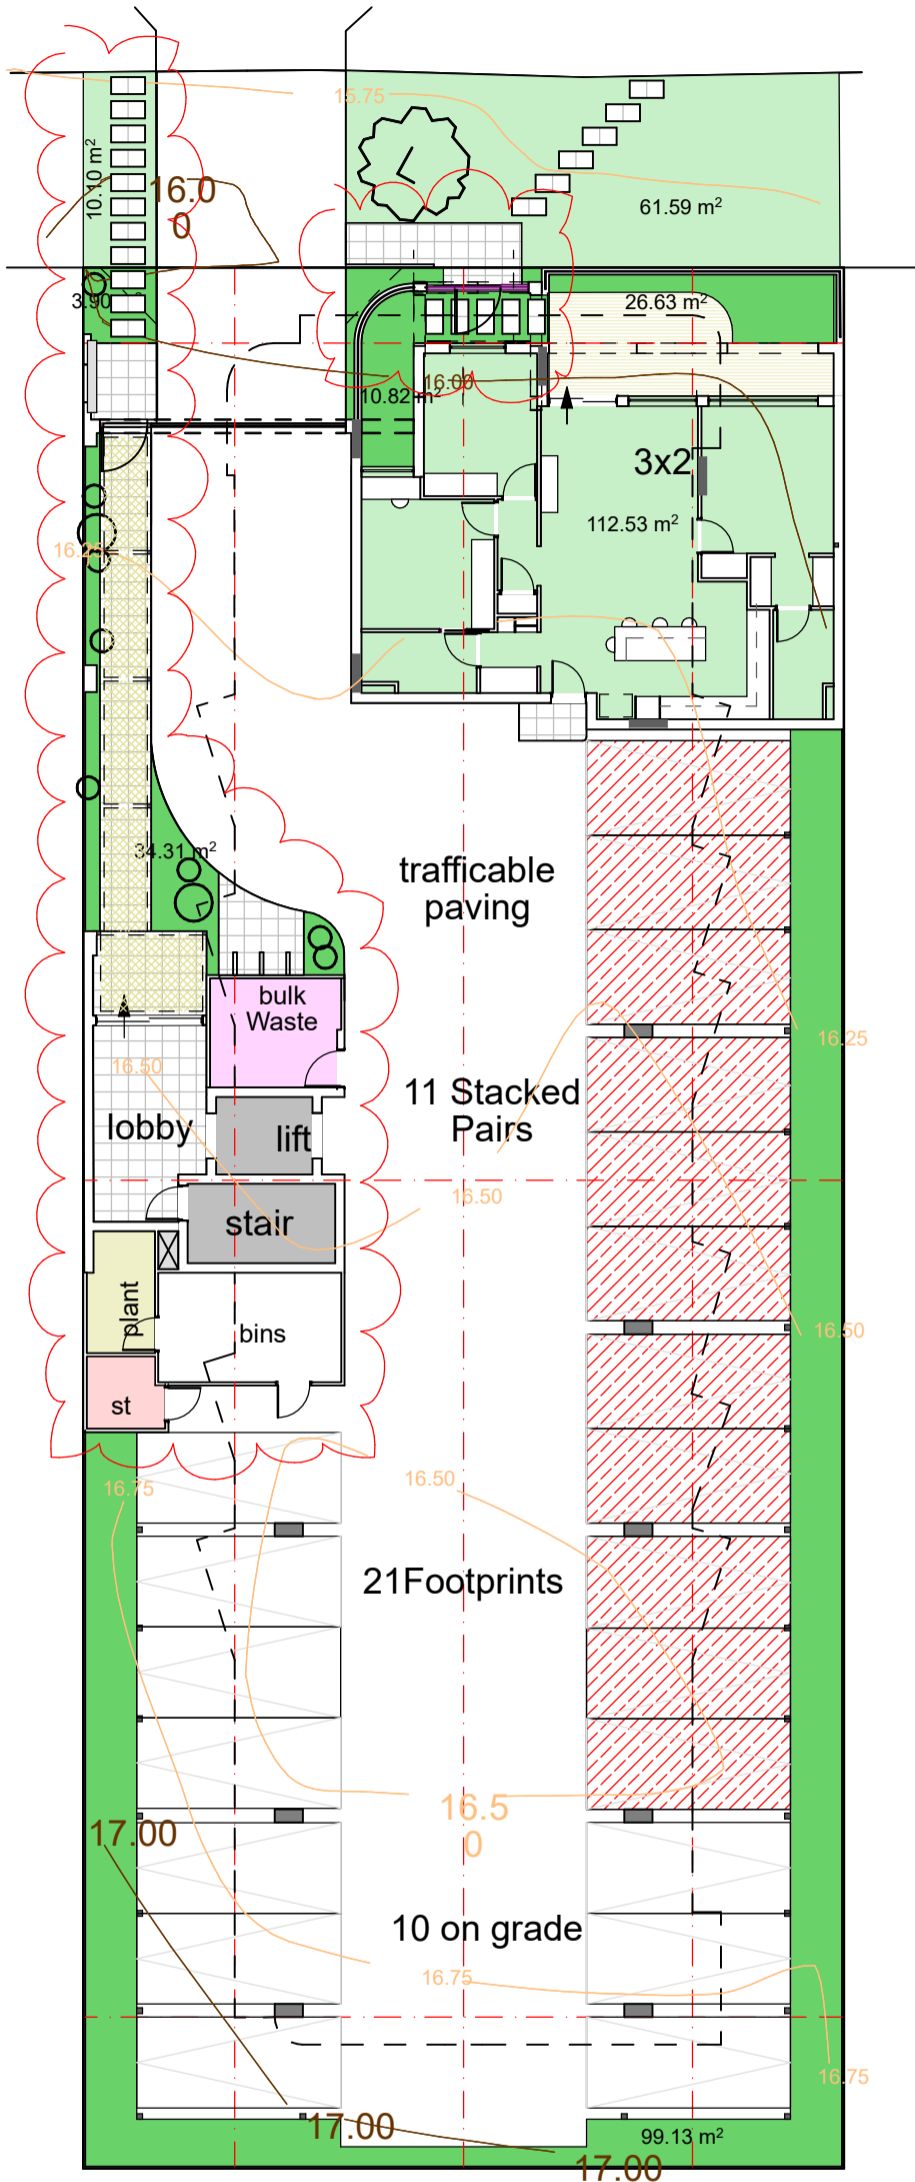 15.75
10.10 m²
16.0
0
61.59 m²
3.90
26.63 m²
16.00
10.82 m²
3x2
112.53 m²
16.25
34.31 m²
trafficable
paving
bulk
Waste
16.25
16.50
11 Stacked
Pairs
lobby
lift
16.50
stair
plant
bins
16.50
st
16.50
16.75
21Footprints
16.5
0
17.00
10 on grade
16.75
16.75
17.00
99.13 m²
17.00